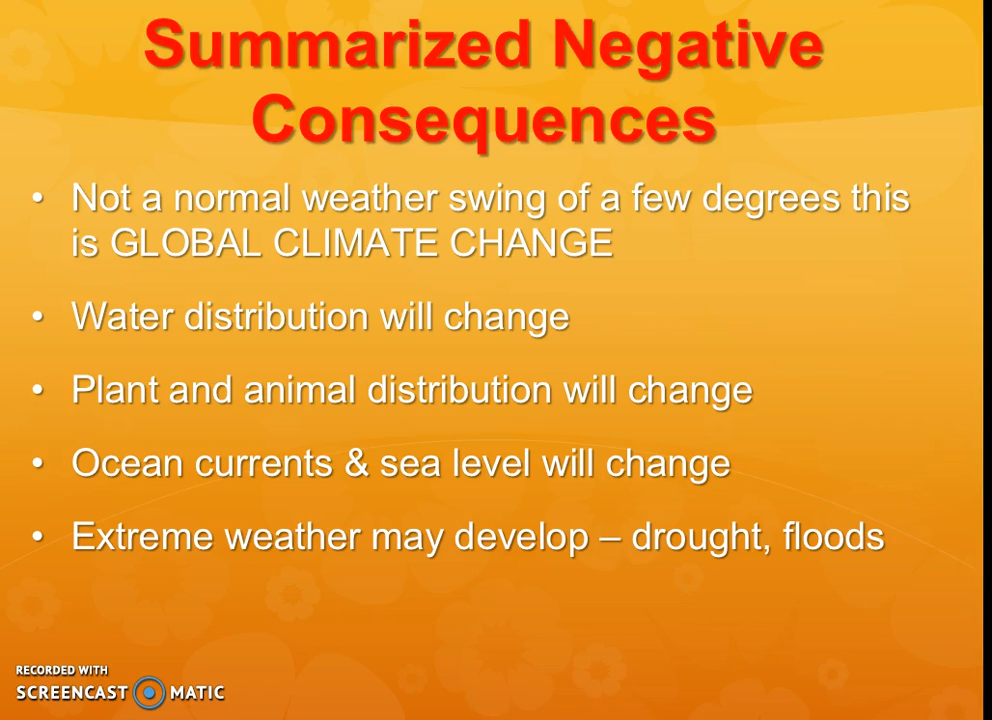 Summarized Negative
Consequences
• Not a normal weather swing of a few degrees this
is GLOBAL CLIMATE CHANGE
• Water distribution will change
• Plant and animal distribution will change
• Ocean currents & sea level will change
• Extreme weather may develop – drought, floods
RECORDED WITH
SCREENCAST MATIC